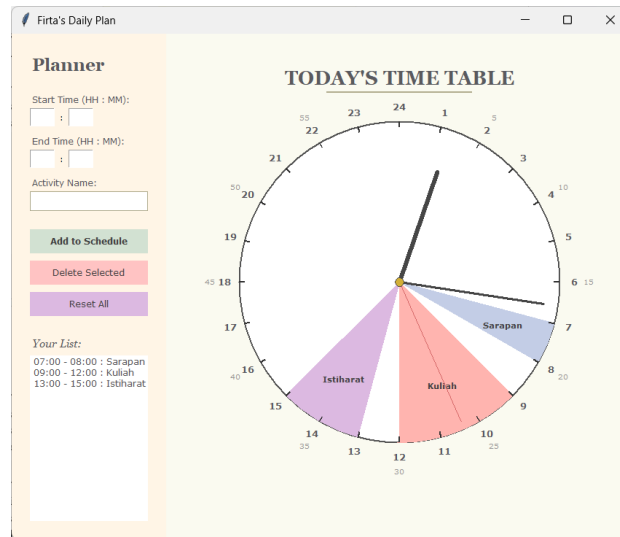 Firta's Daily Plan
Planner
Start Time (HH : MM):
:
End Time (HH : MM):
:
Activity Name:
Add to Schedule
Delete Selected
Reset All
Your List:
07:00 - 08:00 : Sarapan
09:00 - 12:00 : Kuliah
13:00 - 15:00 : Istiharat
TODAY'S TIME TABLE
24
1
5
2
3
10
4
5
15
6
7
20
8
9
25
10
11
30
12
13
35
14
15
40
16
17
45
18
19
50
20
21
55
22
23
Sarapan
Kuliah
Istiharat